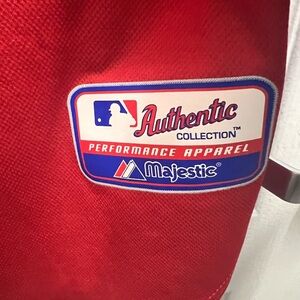 Authentic
COLLECTION™
PERFORMANCE APPAREL
Majestic®